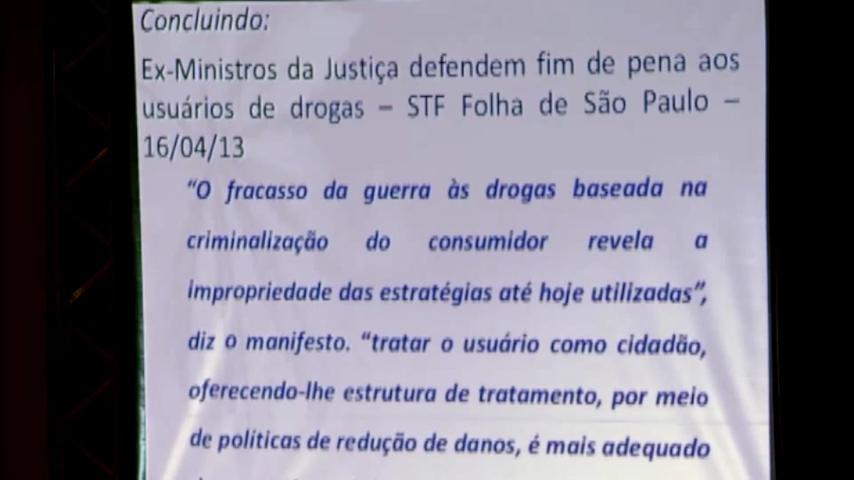 Concluindo:
Ex-Ministros da Justiça defendem fim de pena aos
usuários de drogas – STF Folha de São Paulo –
16/04/13
“O fracasso da guerra às drogas baseada na
criminalização do consumidor revela a
impropriedade das estratégias até hoje utilizadas”,
diz o manifesto. “tratar o usuário como cidadão,
oferecendo-lhe estrutura de tratamento, por meio
de políticas de redução de danos, é mais adequado